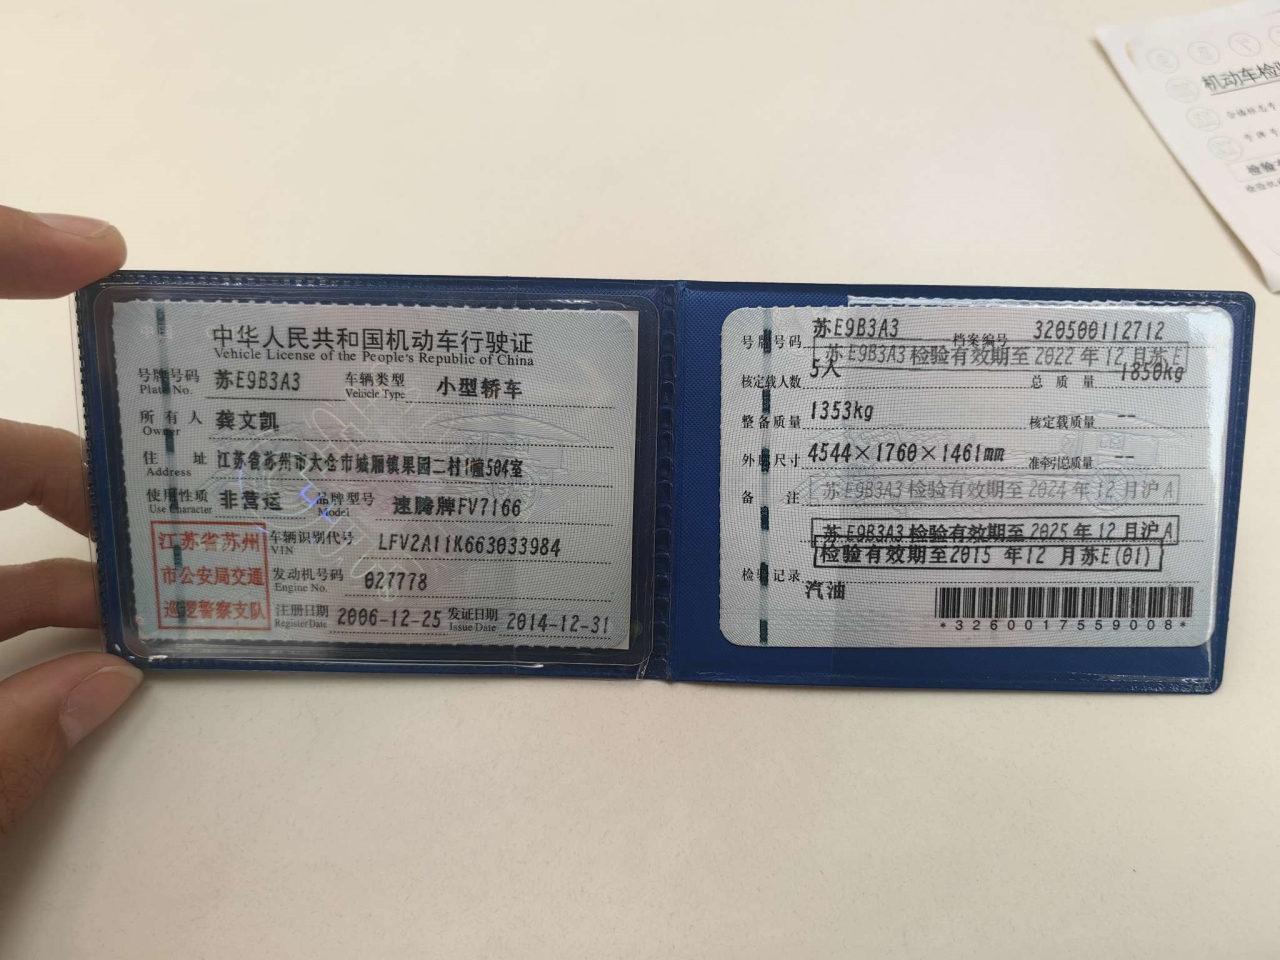 中华人民共和国机动车行驶证
Vehicle License of the People's Republic of China
号牌号码 苏E9B3A3 车辆类型 小型轿车
Plate No. Vehicle Type
所有人 龚文凯
Owner
住址 江苏省苏州市太仓市城厢镇果园二村1幢504室
Address
使用性质 非营运 品牌型号 速腾牌FV7166
Use Character Model
江苏省苏州
市公安局交通
巡逻警察支队
车辆识别代号 LFV2A11K663033984
VIN
发动机号码 027778
Engine No.
注册日期 2006-12-25 发证日期 2014-12-31
Register Date Issue Date
号牌号码 苏E9B3A3 档案编号 320500112712
苏E9B3A3检验有效期至2022年12月苏E
核定载人数 5人 总质量 1850kg
整备质量 1353kg 核定载质量 --
外廓尺寸 4544×1760×1461mm 准牵引总质量 --
备注 苏E9B3A3检验有效期至2024年12月沪A
苏E9B3A3检验有效期至2025年12月沪A
检验有效期至2015年12月苏E(01)
检验记录 汽油
*3260017559008*
机动车检
号牌号
检验